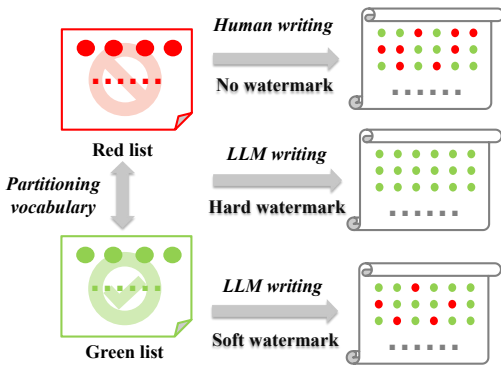 Human writing
No watermark
Red list
Partitioning
vocabulary
LLM writing
Hard watermark
LLM writing
Soft watermark
Green list